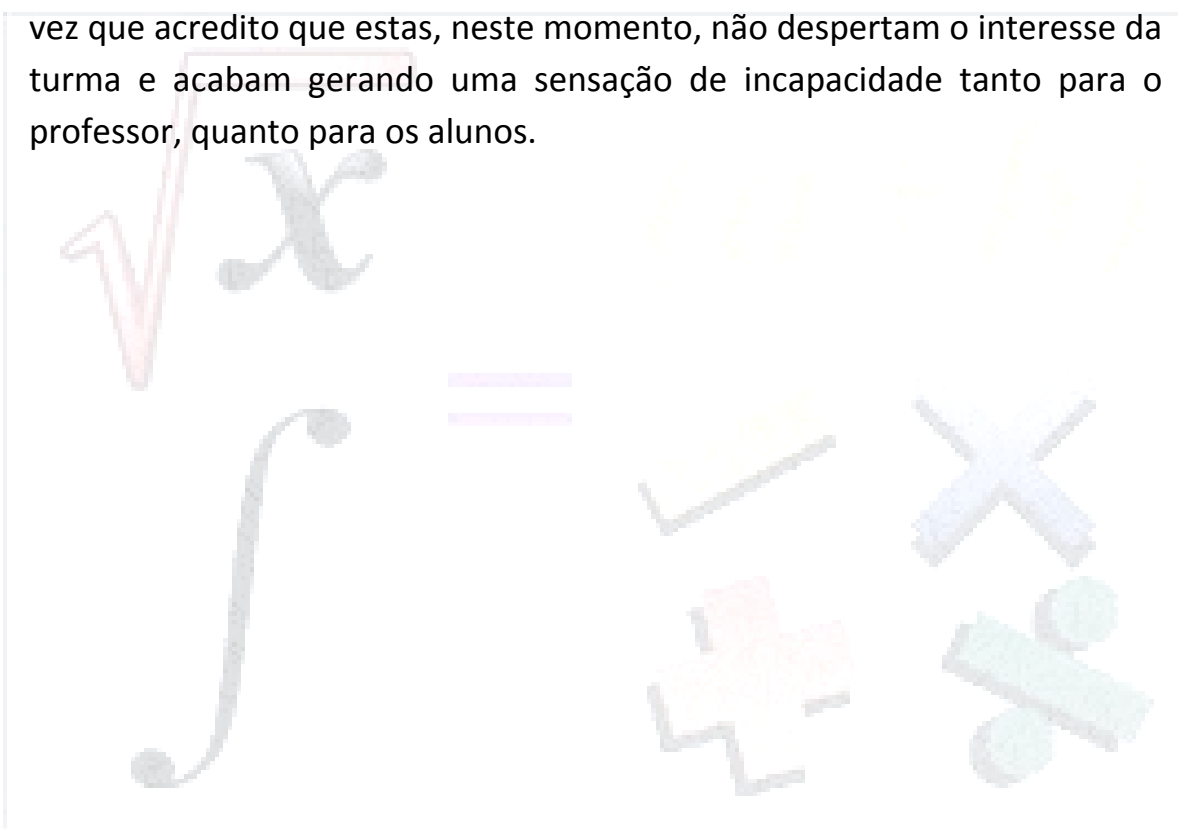 vez que acredito que estas, neste momento, não despertam o interesse da
turma e acabam gerando uma sensação de incapacidade tanto para o
professor, quanto para os alunos.